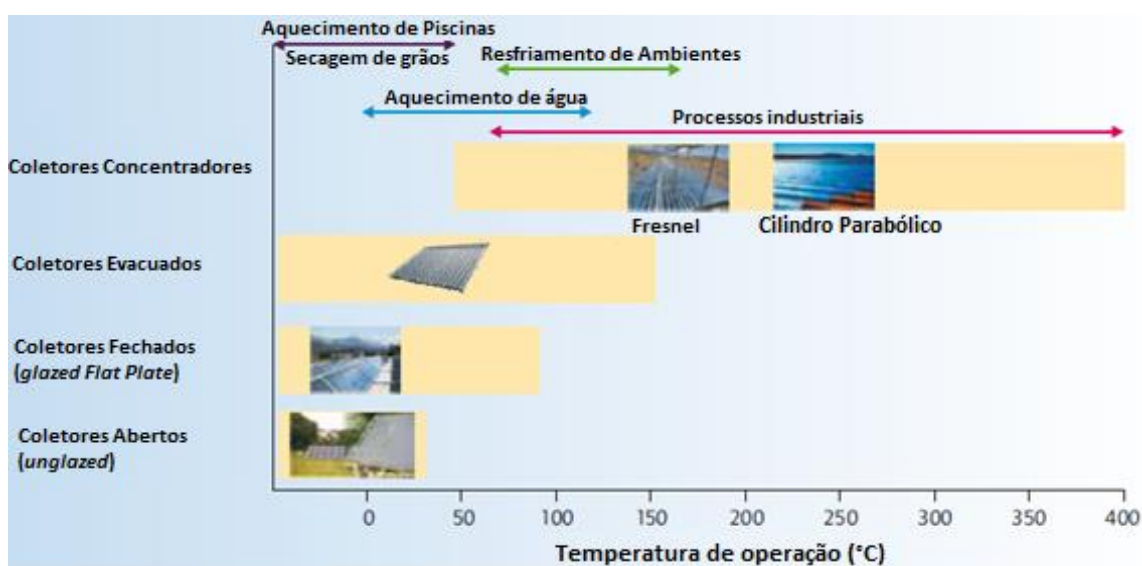 Aquecimento de Piscinas
Secagem de grãos
Resfriamento de Ambientes
Aquecimento de água
Processos industriais
Coletores Concentradores
Fresnel
Cilindro Parabólico
Coletores Evacuados
Coletores Fechados
(glazed Flat Plate)
Coletores Abertos
(unglazed)
0 50 100 150 200 250 300 350 400
Temperatura de operação (°C)